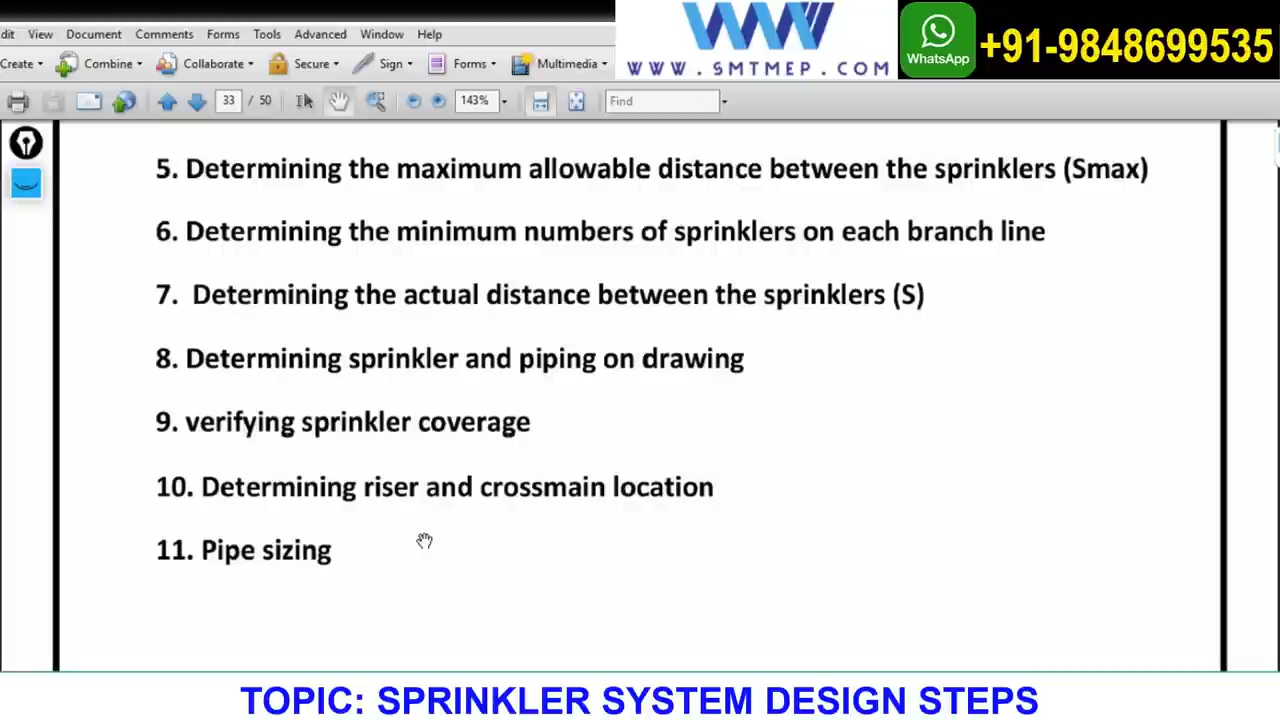 dit View Document Comments Forms Tools Advanced Window Help
Create Combine Collaborate Secure Sign Forms Multimedia
WWW.SMTMEP.COM
WhatsApp
+91-9848699535
33 / 50 143% Find
5. Determining the maximum allowable distance between the sprinklers (Smax)
6. Determining the minimum numbers of sprinklers on each branch line
7. Determining the actual distance between the sprinklers (S)
8. Determining sprinkler and piping on drawing
9. verifying sprinkler coverage
10. Determining riser and crossmain location
11. Pipe sizing
TOPIC: SPRINKLER SYSTEM DESIGN STEPS